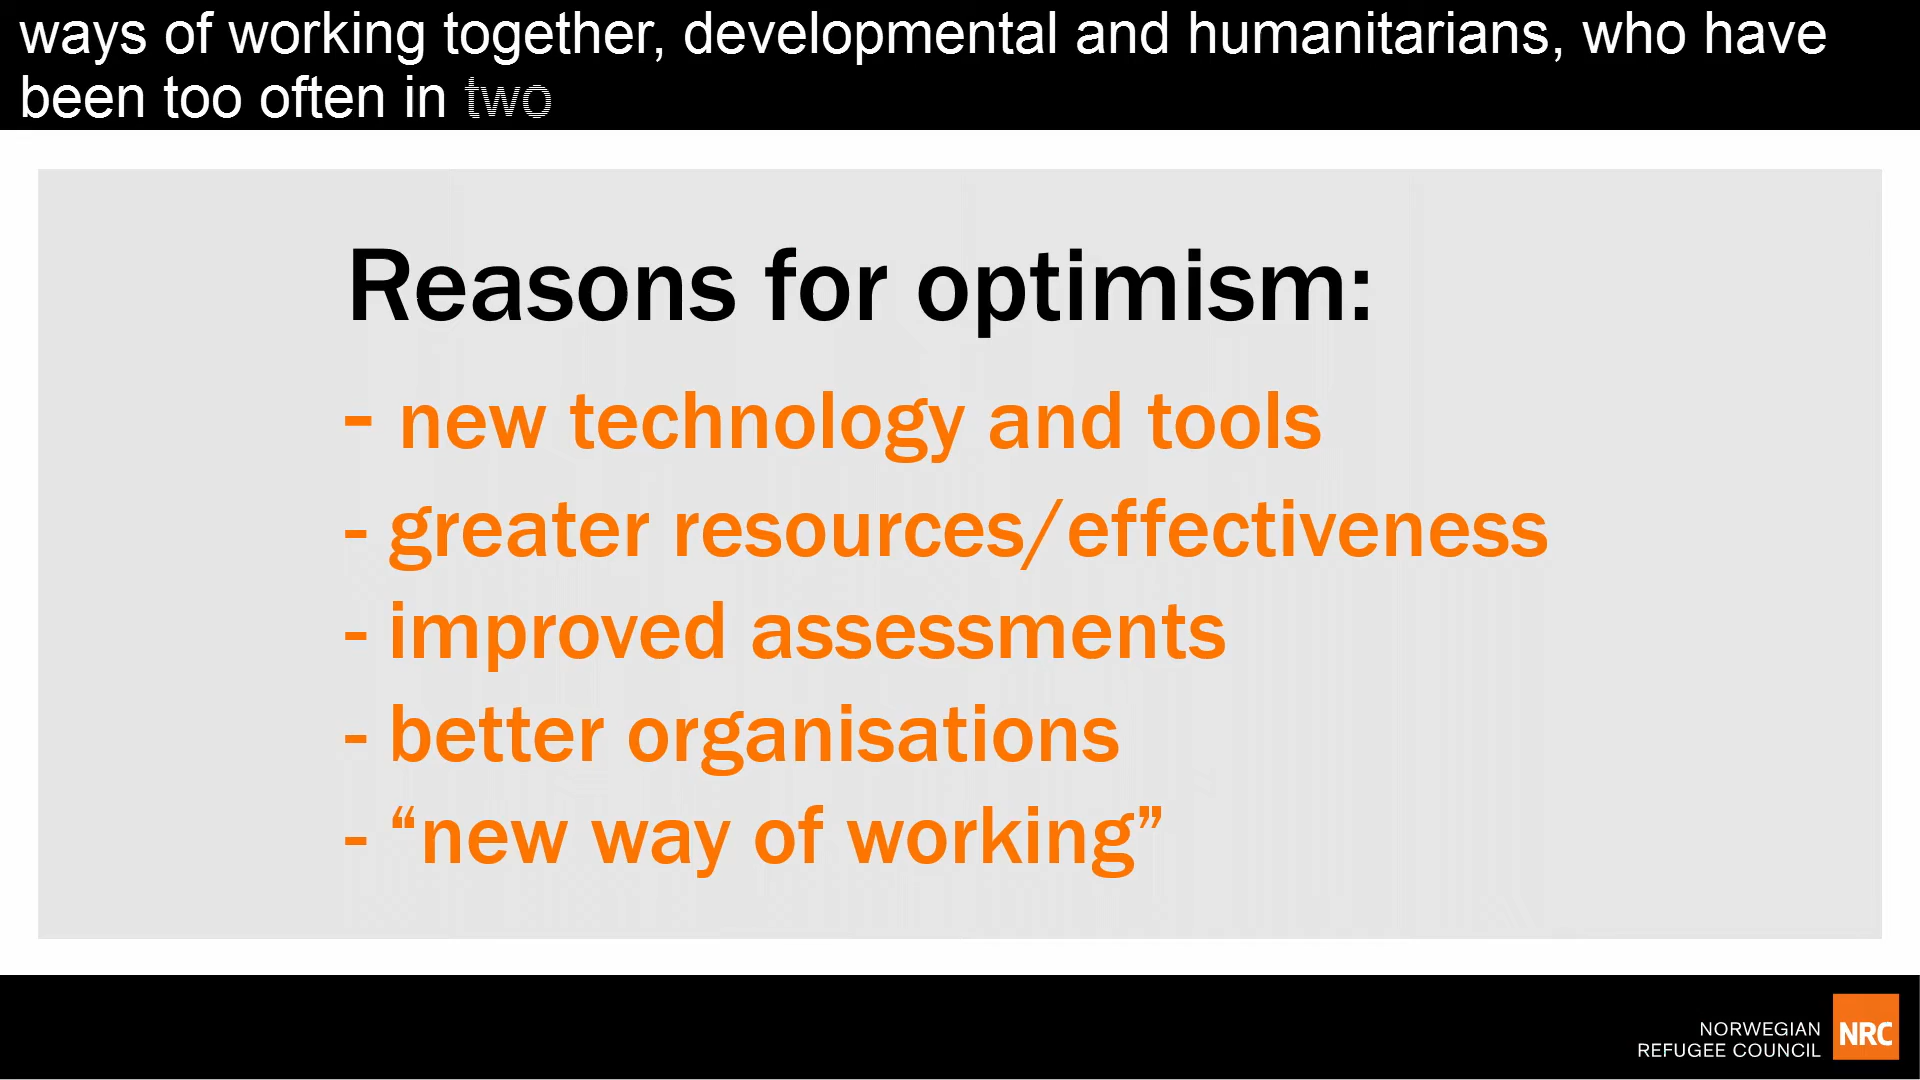 ways of working together, developmental and humanitarians, who have
been too often in two
Reasons for optimism:
- new technology and tools
- greater resources/effectiveness
- improved assessments
- better organisations
- “new way of working”
NORWEGIAN
REFUGEE COUNCIL
NRC